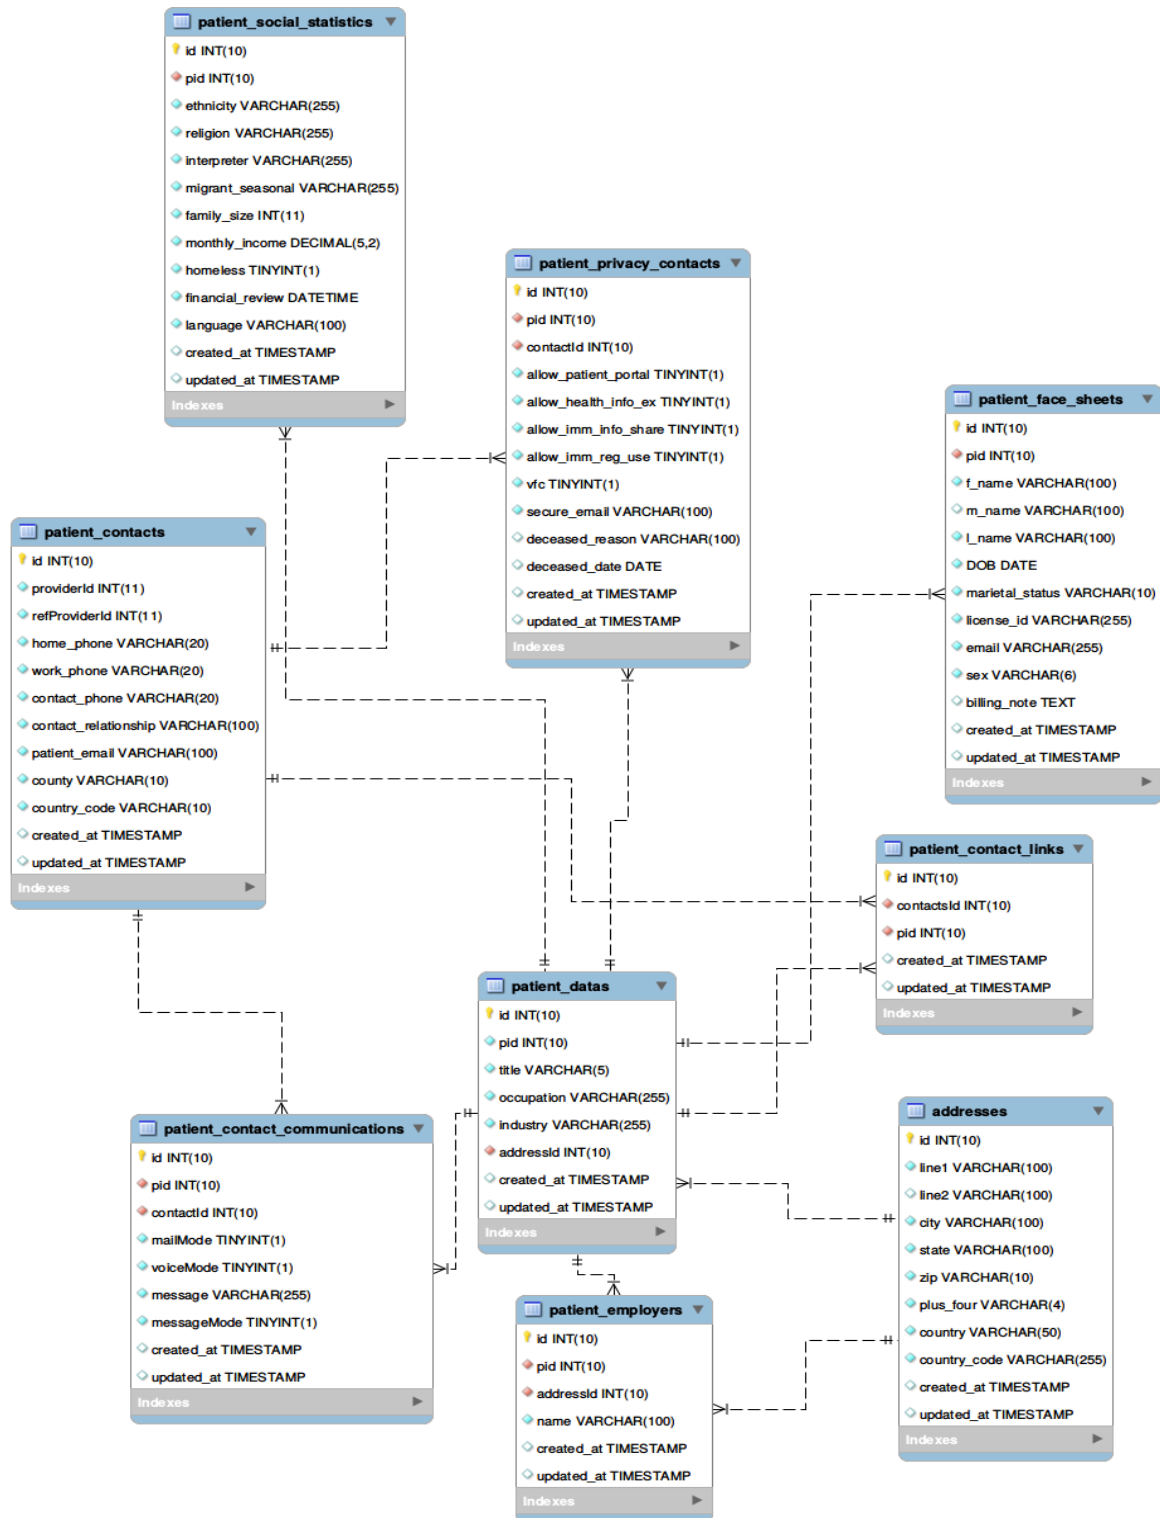 patient_social_statistics
id INT(10)
pid INT(10)
ethnicity VARCHAR(255)
religion VARCHAR(255)
interpreter VARCHAR(255)
migrant_seasonal VARCHAR(255)
family_size INT(11)
monthly_income DECIMAL(5,2)
homeless TINYINT(1)
financial_review DATETIME
language VARCHAR(100)
created_at TIMESTAMP
updated_at TIMESTAMP
Indexes
patient_privacy_contacts
id INT(10)
pid INT(10)
contactId INT(10)
allow_patient_portal TINYINT(1)
allow_health_info_ex TINYINT(1)
allow_imm_info_share TINYINT(1)
allow_imm_reg_use TINYINT(1)
vfc TINYINT(1)
secure_email VARCHAR(100)
deceased_reason VARCHAR(100)
deceased_date DATE
created_at TIMESTAMP
updated_at TIMESTAMP
Indexes
patient_face_sheets
id INT(10)
pid INT(10)
f_name VARCHAR(100)
m_name VARCHAR(100)
l_name VARCHAR(100)
DOB DATE
marietal_status VARCHAR(10)
license_id VARCHAR(255)
email VARCHAR(255)
sex VARCHAR(6)
billing_note TEXT
created_at TIMESTAMP
updated_at TIMESTAMP
Indexes
patient_contacts
id INT(10)
providerId INT(11)
refProviderId INT(11)
home_phone VARCHAR(20)
work_phone VARCHAR(20)
contact_phone VARCHAR(20)
contact_relationship VARCHAR(100)
patient_email VARCHAR(100)
county VARCHAR(10)
country_code VARCHAR(10)
created_at TIMESTAMP
updated_at TIMESTAMP
Indexes
patient_contact_links
id INT(10)
contactsId INT(10)
pid INT(10)
created_at TIMESTAMP
updated_at TIMESTAMP
Indexes
patient_datas
id INT(10)
pid INT(10)
title VARCHAR(5)
occupation VARCHAR(255)
industry VARCHAR(255)
addressId INT(10)
created_at TIMESTAMP
updated_at TIMESTAMP
Indexes
addresses
id INT(10)
line1 VARCHAR(100)
line2 VARCHAR(100)
city VARCHAR(100)
state VARCHAR(100)
zip VARCHAR(10)
plus_four VARCHAR(4)
country VARCHAR(50)
country_code VARCHAR(255)
created_at TIMESTAMP
updated_at TIMESTAMP
Indexes
patient_contact_communications
id INT(10)
pid INT(10)
contactId INT(10)
mailMode TINYINT(1)
voiceMode TINYINT(1)
message VARCHAR(255)
messageMode TINYINT(1)
created_at TIMESTAMP
updated_at TIMESTAMP
Indexes
patient_employers
id INT(10)
pid INT(10)
addressId INT(10)
name VARCHAR(100)
created_at TIMESTAMP
updated_at TIMESTAMP
Indexes